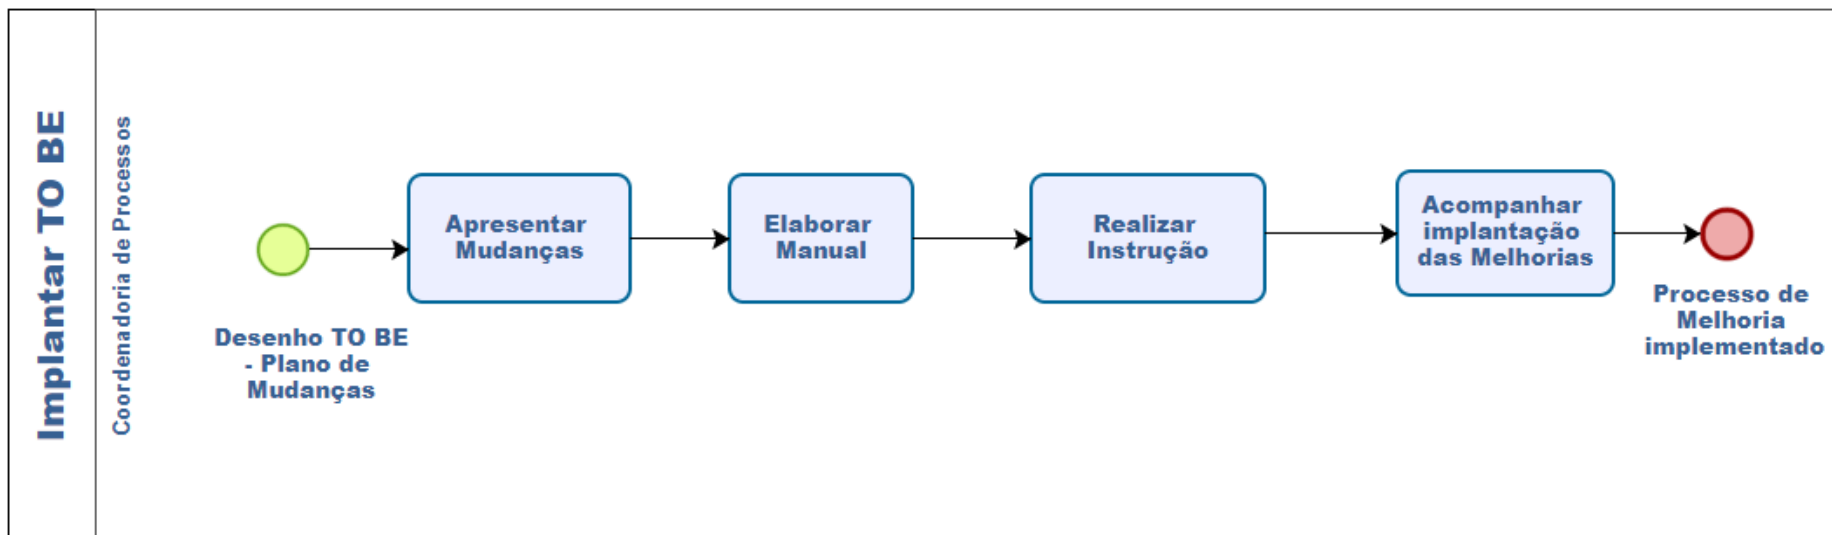 Implantar TO BE
Coordenadoria de Processos
Desenho TO BE
- Plano de
Mudanças
Apresentar
Mudanças
Elaborar
Manual
Realizar
Instrução
Acompanhar
implantação
das Melhorias
Processo de
Melhoria
implementado